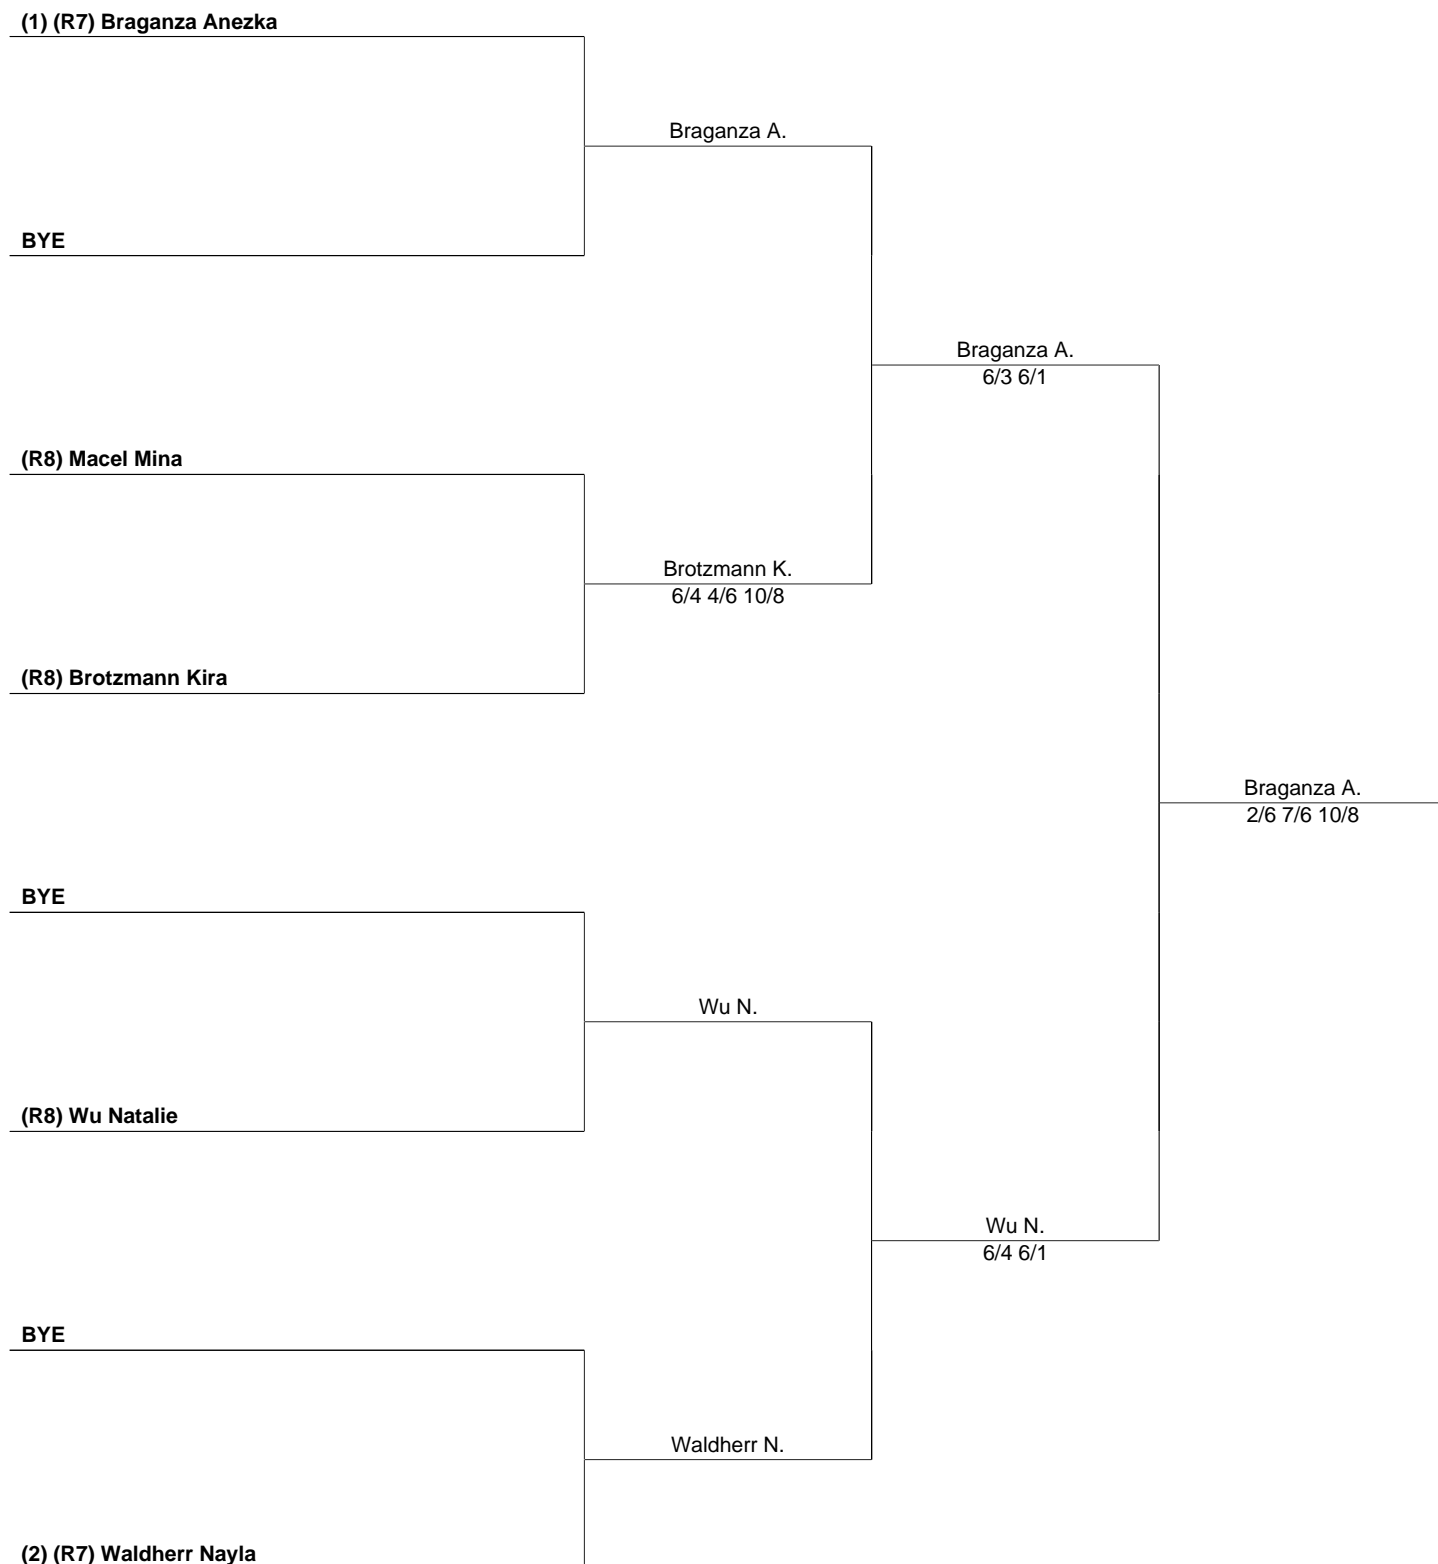 (1) (R7) Braganza Anezka
Braganza A.
BYE
Braganza A.
6/3 6/1
(R8) Macel Mina
Brotzmann K.
6/4 4/6 10/8
(R8) Brotzmann Kira
Braganza A.
2/6 7/6 10/8
BYE
Wu N.
(R8) Wu Natalie
Wu N.
6/4 6/1
BYE
Waldherr N.
(2) (R7) Waldherr Nayla